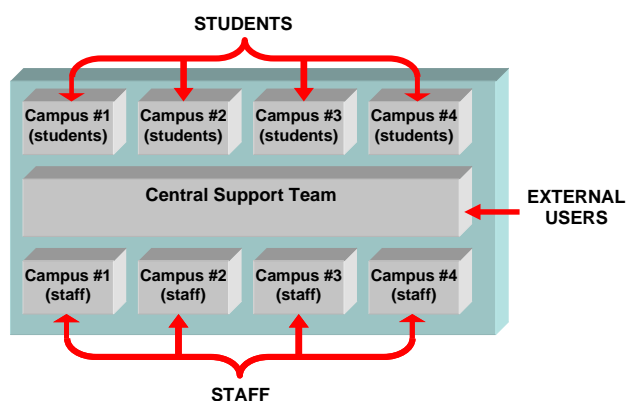 STUDENTS
Campus #1
(students)
Campus #2
(students)
Campus #3
(students)
Campus #4
(students)
Central Support Team
EXTERNAL
USERS
Campus #1
(staff)
Campus #2
(staff)
Campus #3
(staff)
Campus #4
(staff)
STAFF